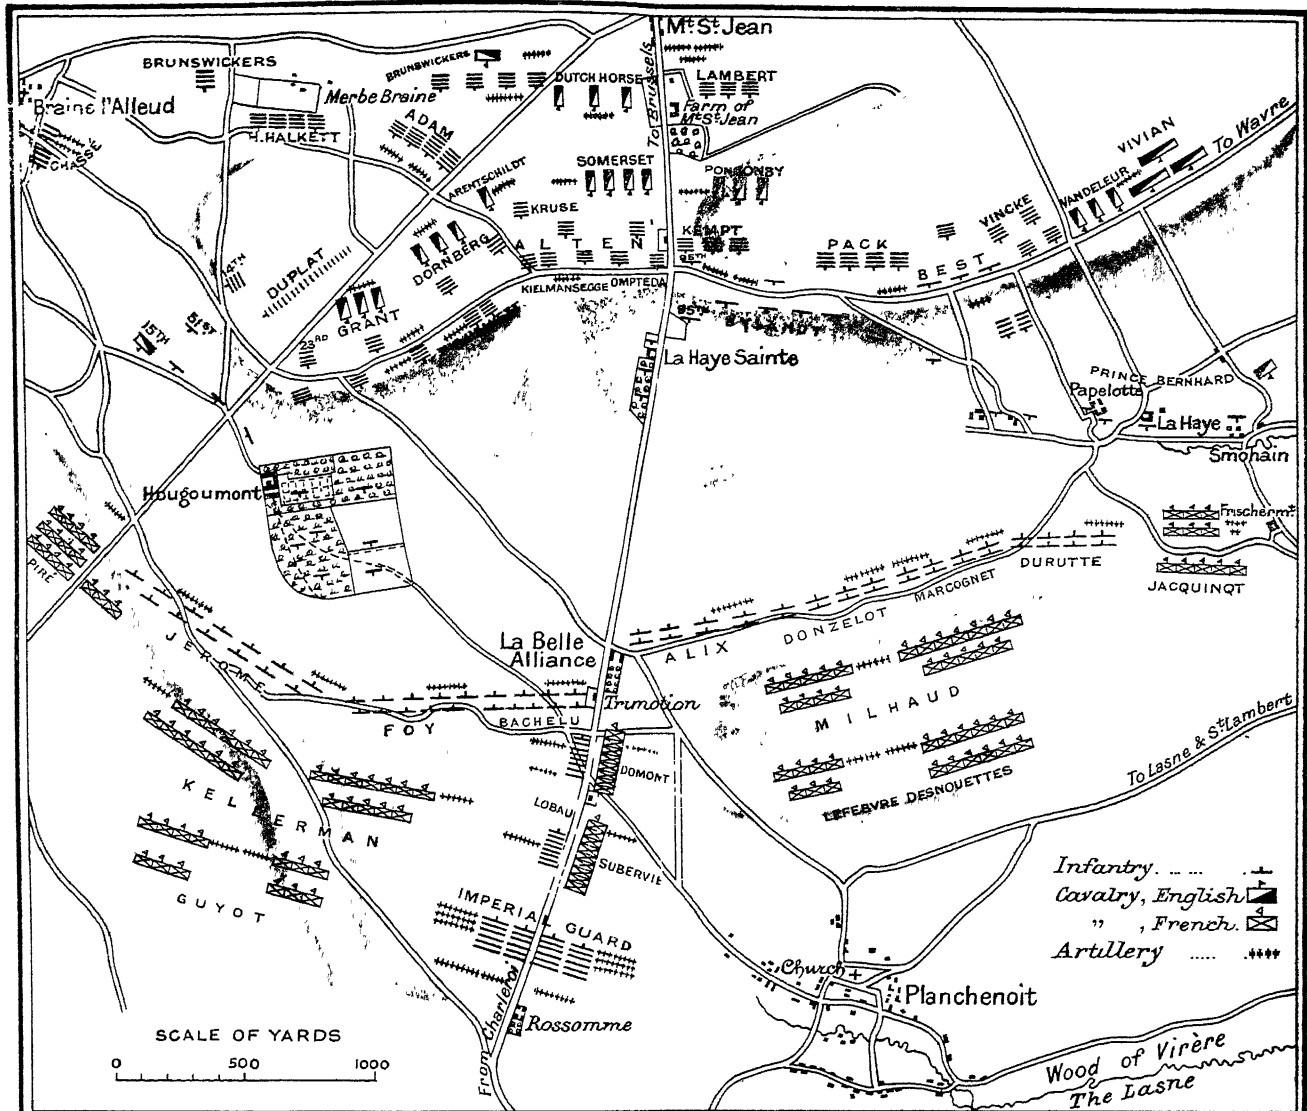 Mt. St. Jean
BRUNSWICKERS
BRUNSWICKERS
DUTCH HORSE
LAMBERT
To Brussels
Braine l'Alleud
Merbe Braine
Farm of
Mt. St. Jean
ADAM
H. HALKETT
CHASSÉ
VIVIAN
To Wavre
ARENTSCHILDT
SOMERSET
PONSONBY
VANDELEUR
KRUSE
VINCKE
DORNBERG
ALTEN
KEMPT
PACK
BEST
14TH
DUPLAT
KIELMANSEGGE
OMPTEDA
95TH
GRANT
95TH
BYLANDT
15TH
51ST
23RD
La Haye Sainte
PRINCE BERNHARD
Papelotte
La Haye
Smohain
Hougoumont
Frischermt.
PIRÉ
DURUTTE
MARCOGNET
JACQUINOT
DONZELOT
La Belle
Alliance
ALIX
JEROME
Trimotion
MILHAUD
FOY
BACHELU
To Lasne & St. Lambert
DOMONT
KELLERMAN
LOBAU
LEFEBVRE DESNOUETTES
SUBERVIE
GUYOT
IMPERIAL GUARD
Infantry
Cavalry, English
" , French.
Artillery
Church
Planchenoit
From Charleroi
Rossomme
SCALE OF YARDS
0 500 1000
Wood of Virère
The Lasne